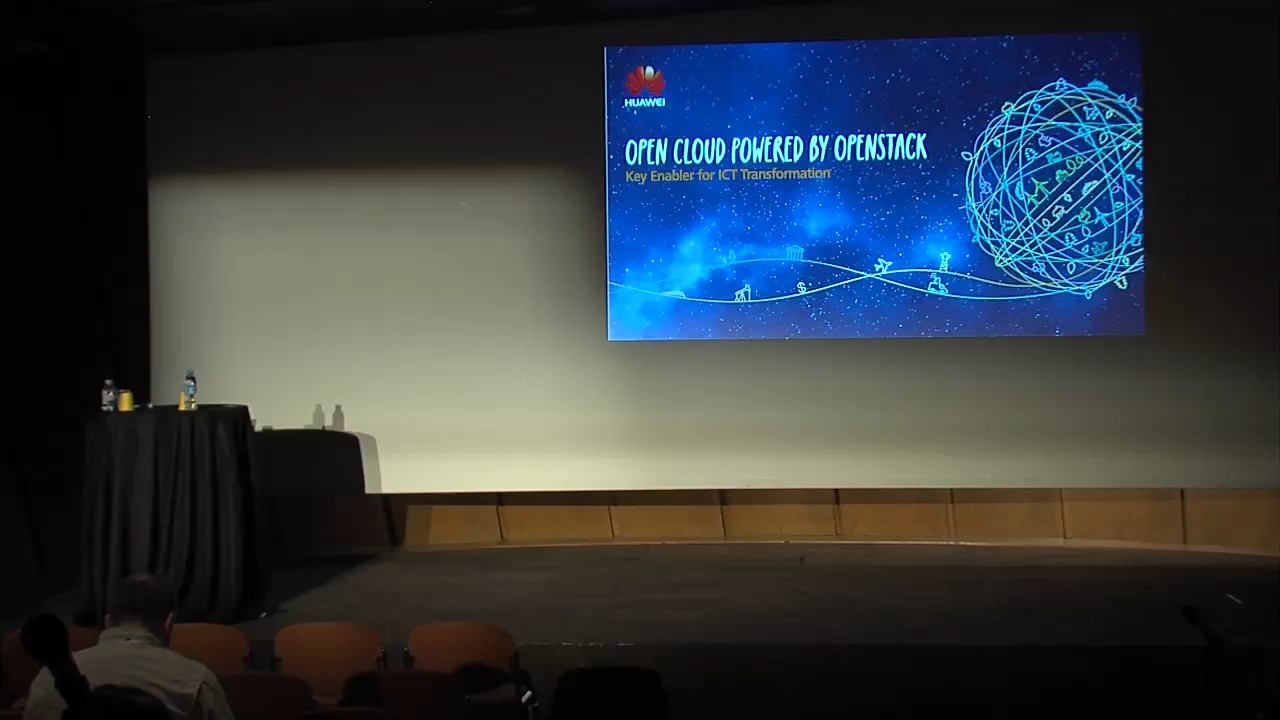 HUAWEI
OPEN CLOUD POWERED BY OPENSTACK
Key Enabler for ICT Transformation
$